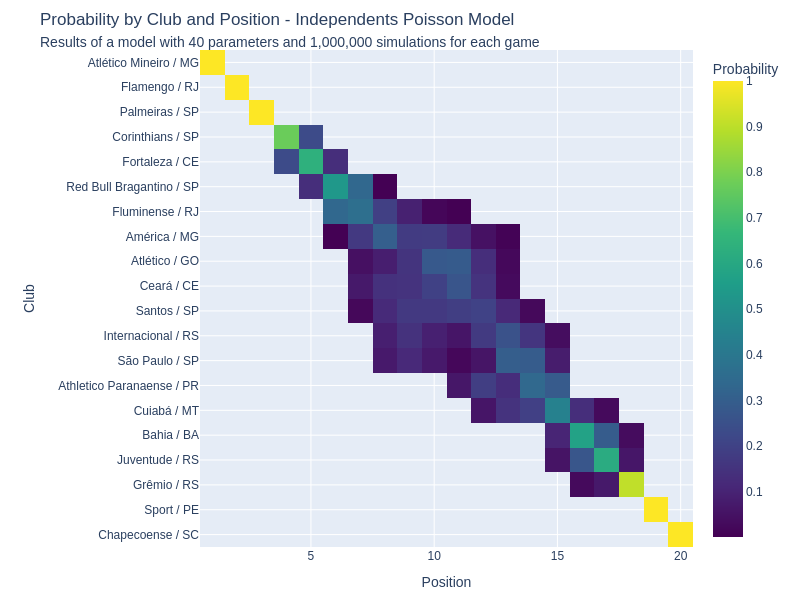 Probability by Club and Position - Independents Poisson Model
Results of a model with 40 parameters and 1,000,000 simulations for each game
Probability
1
0.9
0.8
0.7
0.6
0.5
0.4
0.3
0.2
0.1
Club
Atlético Mineiro / MG
Flamengo / RJ
Palmeiras / SP
Corinthians / SP
Fortaleza / CE
Red Bull Bragantino / SP
Fluminense / RJ
América / MG
Atlético / GO
Ceará / CE
Santos / SP
Internacional / RS
São Paulo / SP
Athletico Paranaense / PR
Cuiabá / MT
Bahia / BA
Juventude / RS
Grêmio / RS
Sport / PE
Chapecoense / SC
5
10
15
20
Position